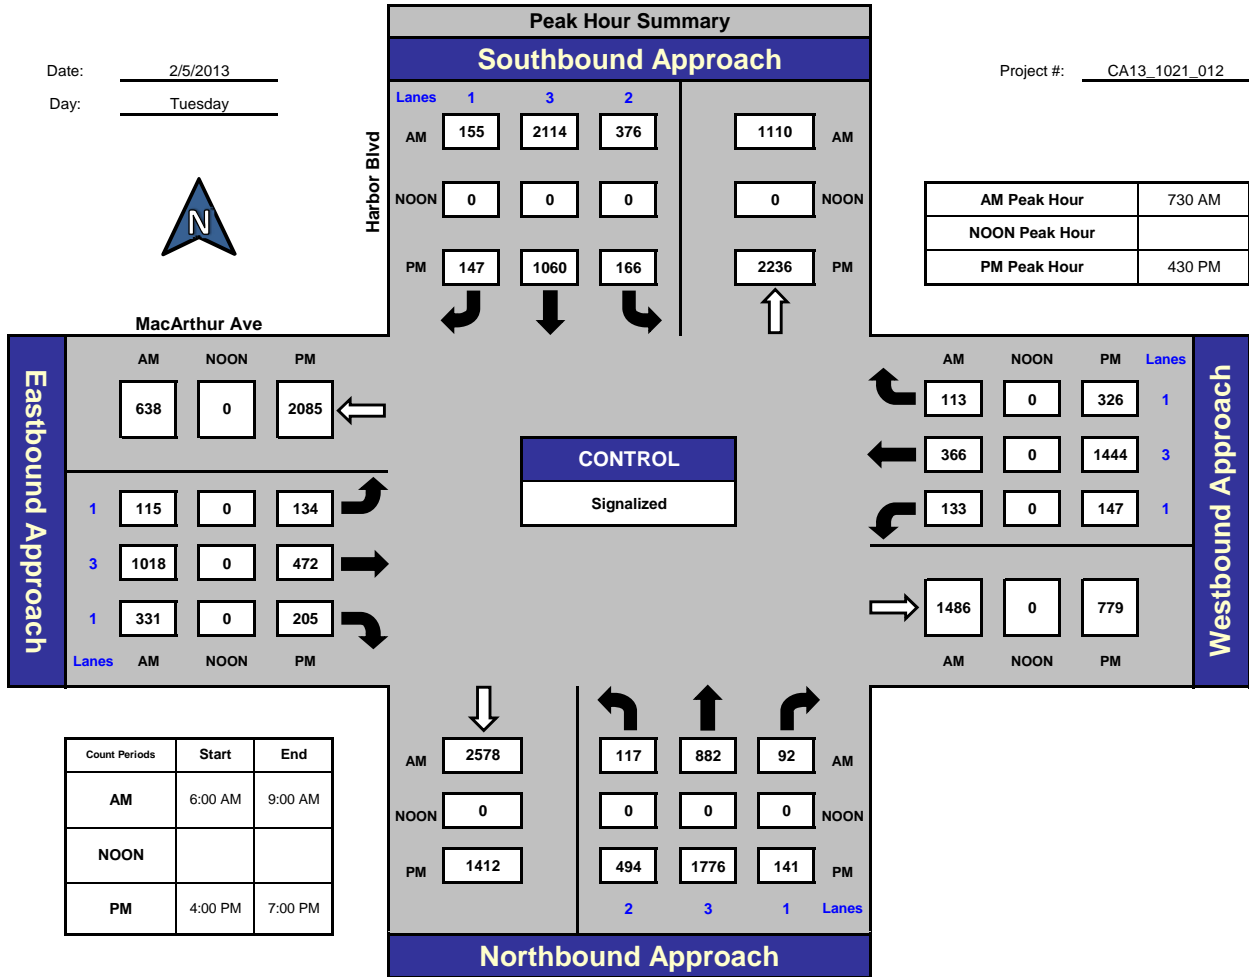 Peak Hour Summary
Southbound Approach
Date: 2/5/2013
Day: Tuesday
Project #: CA13_1021_012
N
Harbor Blvd
Lanes 1 3 2
AM 155 2114 376 1110 AM
NOON 0 0 0 0 NOON
PM 147 1060 166 2236 PM
AM Peak Hour 730 AM
NOON Peak Hour
PM Peak Hour 430 PM
MacArthur Ave
Eastbound Approach
AM NOON PM
638 0 2085
1 115 0 134
3 1018 0 472
1 331 0 205
Lanes AM NOON PM
CONTROL
Signalized
AM NOON PM Lanes
113 0 326 1
366 0 1444 3
133 0 147 1
1486 0 779
AM NOON PM
Westbound Approach
Count Periods Start End
AM 6:00 AM 9:00 AM
NOON
PM 4:00 PM 7:00 PM
AM 2578 117 882 92 AM
NOON 0 0 0 0 NOON
PM 1412 494 1776 141 PM
2 3 1 Lanes
Northbound Approach